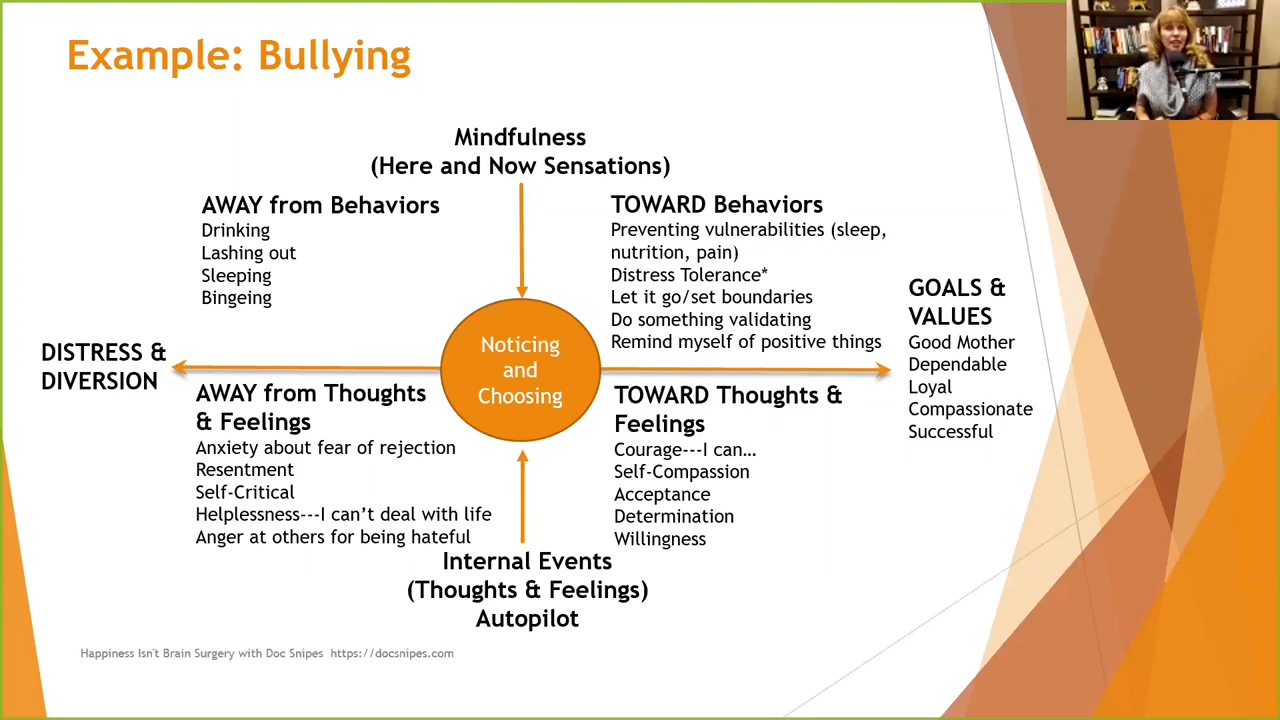 Example: Bullying
Mindfulness
(Here and Now Sensations)
AWAY from Behaviors
Drinking
Lashing out
Sleeping
Bingeing
TOWARD Behaviors
Preventing vulnerabilities (sleep,
nutrition, pain)
Distress Tolerance*
Let it go/set boundaries
Do something validating
Remind myself of positive things
GOALS &
VALUES
Good Mother
Dependable
Loyal
Compassionate
Successful
Noticing
and
Choosing
DISTRESS &
DIVERSION
AWAY from Thoughts
& Feelings
Anxiety about fear of rejection
Resentment
Self-Critical
Helplessness---I can’t deal with life
Anger at others for being hateful
TOWARD Thoughts &
Feelings
Courage---I can…
Self-Compassion
Acceptance
Determination
Willingness
Internal Events
(Thoughts & Feelings)
Autopilot
Happiness Isn't Brain Surgery with Doc Snipes https://docsnipes.com